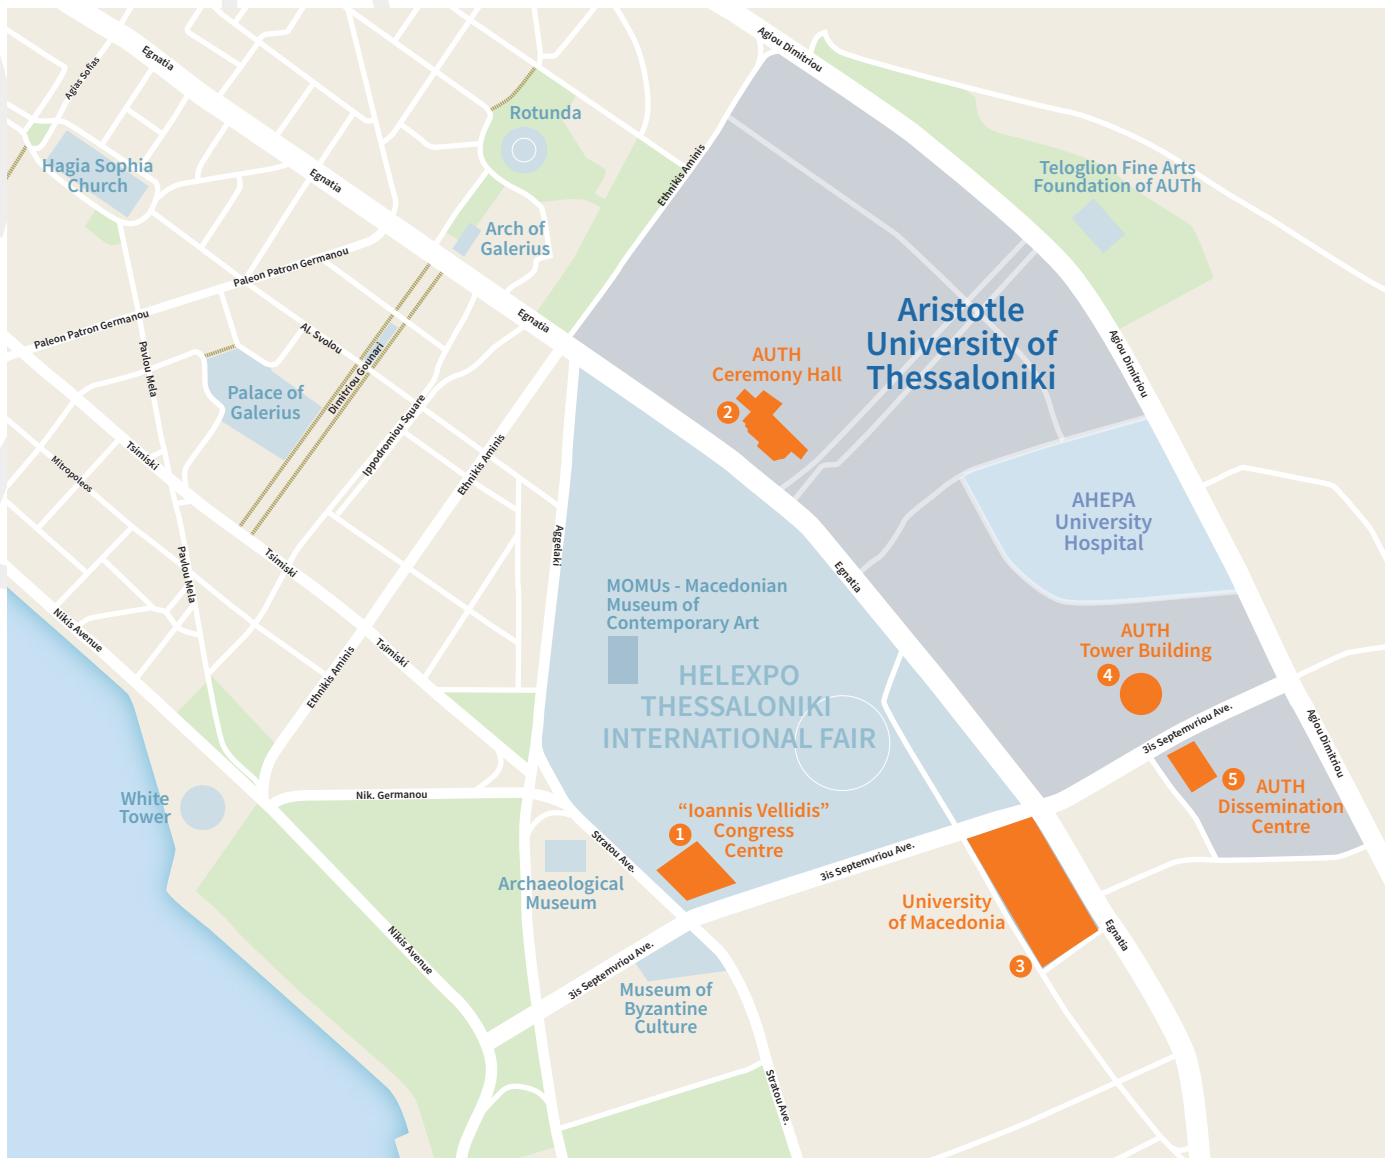 Agiou Dimitriou
Egnatia
Agias Sofias
Rotunda
Hagia Sophia
Church
Egnatia
Ethnikis Aminis
Teloglion Fine Arts
Foundation of AUTh
Arch of
Galerius
Paleon Patron Germanou
Paleon Patron Germanou
Egnatia
Al. Svolou
Pavlou Mela
Dimitriou Gounari
Aristotle
University of
Thessaloniki
Agiou Dimitriou
AUTH
Ceremony Hall
2
Palace of
Galerius
Ippodromiou Square
Ethnikis Aminis
Tsimiski
Mitropoleos
AHEPA
University
Hospital
Aggelaki
Pavlou Mela
Tsimiski
Egnatia
MOMUs - Macedonian
Museum of
Contemporary Art
Nikis Avenue
Tsimiski
Ethnikis Aminis
HELEXPO
THESSALONIKI
INTERNATIONAL FAIR
AUTH
Tower Building
4
3is Septemvriou Ave.
Agiou Dimitriou
5
AUTH
Dissemination
Centre
White
Tower
Nik. Germanou
"Ioannis Vellidis"
Congress
Centre
1
Stratou Ave.
3is Septemvriou Ave.
Archaeological
Museum
University
of Macedonia
3
Egnatia
Nikis Avenue
3is Septemvriou Ave.
Museum of
Byzantine
Culture
Stratou Ave.